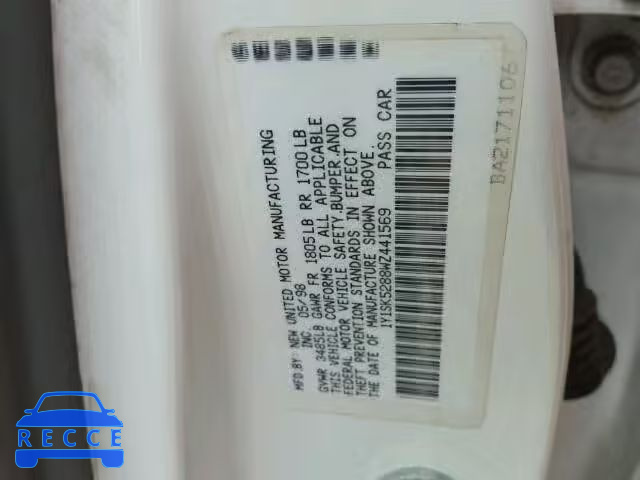 MFD.BY NEW UNITED MOTOR MANUFACTURING
INC. 05/98
GVWR 3485LB GAWR FR 1805LB RR 1700LB
THIS VEHICLE CONFORMS TO ALL APPLICABLE
FEDERAL MOTOR VEHICLE SAFETY,BUMPER,AND
THEFT PREVENTION STANDARDS IN EFFECT ON
THE DATE OF MANUFACTURE SHOWN ABOVE.
1Y1SK5288WZ441569 PASS CAR
BA2171106
RECCE